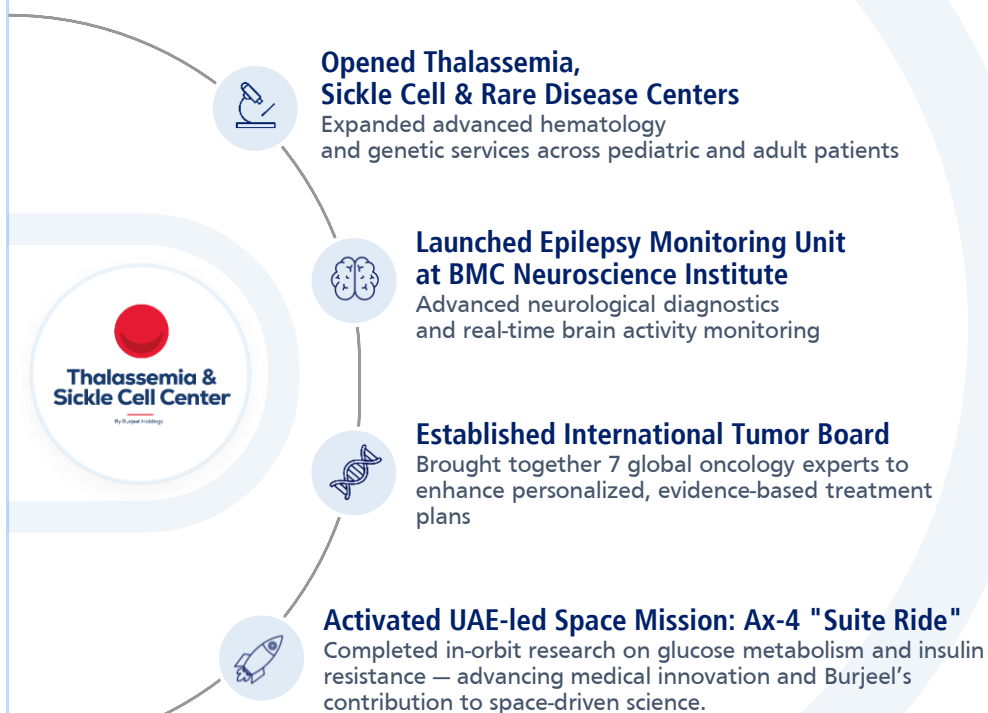 Opened Thalassemia,
Sickle Cell & Rare Disease Centers
Expanded advanced hematology
and genetic services across pediatric and adult patients
Launched Epilepsy Monitoring Unit
at BMC Neuroscience Institute
Advanced neurological diagnostics
and real-time brain activity monitoring
Thalassemia &
Sickle Cell Center
By Burjeel Holdings
Established International Tumor Board
Brought together 7 global oncology experts to
enhance personalized, evidence-based treatment
plans
Activated UAE-led Space Mission: Ax-4 "Suite Ride"
Completed in-orbit research on glucose metabolism and insulin
resistance — advancing medical innovation and Burjeel’s
contribution to space-driven science.